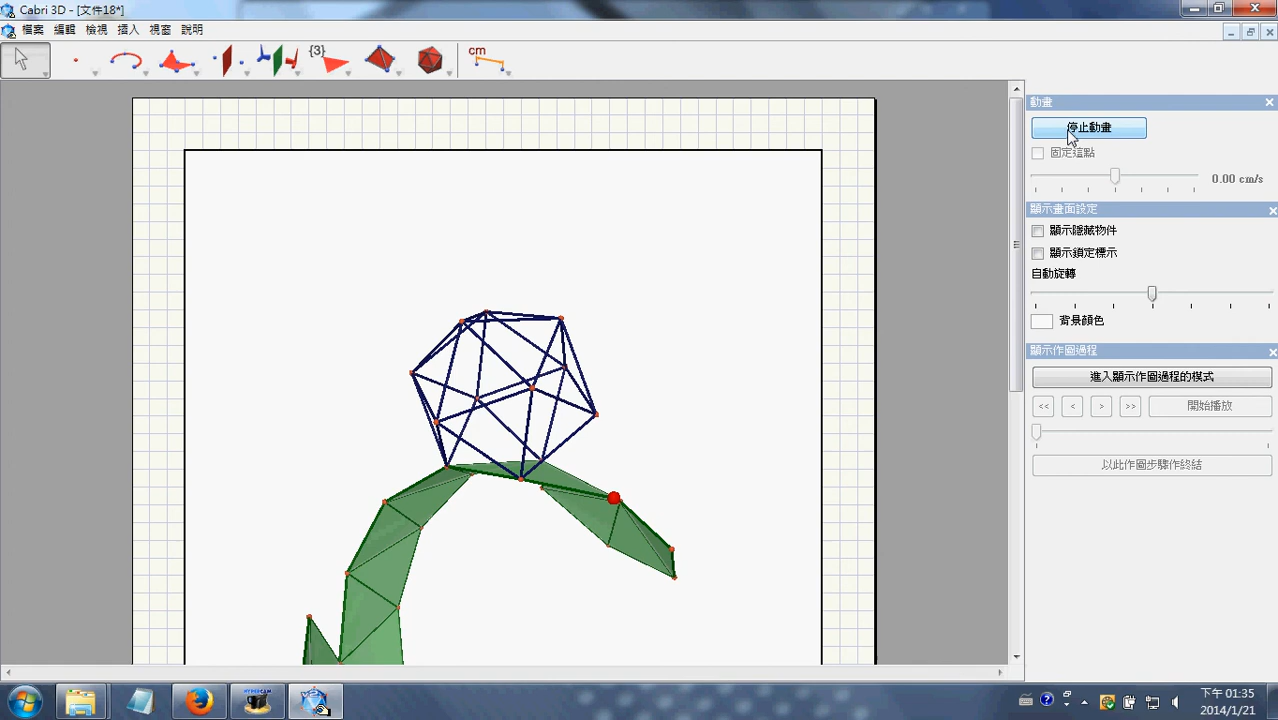 Cabri 3D - [文件18*]
檔案 編輯 檢視 插入 視窗 說明
{3}
cm
動畫
停止動畫
固定這點
0.00 cm/s
顯示畫面設定
顯示隱藏物件
顯示鎖定標示
自動旋轉
背景顏色
顯示作圖過程
進入顯示作圖過程的模式
<< < > >> 開始播放
以此作圖步驟作終結
HYPERCAM
下午 01:35
2014/1/21